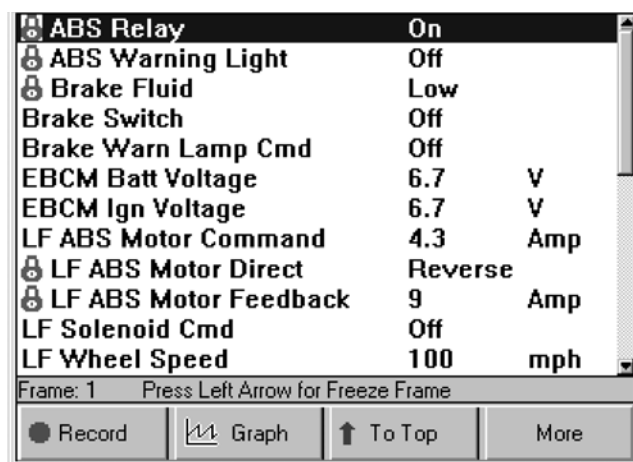 ABS Relay On
ABS Warning Light Off
Brake Fluid Low
Brake Switch Off
Brake Warn Lamp Cmd Off
EBCM Batt Voltage 6.7 V
EBCM Ign Voltage 6.7 V
LF ABS Motor Command 4.3 Amp
LF ABS Motor Direct Reverse
LF ABS Motor Feedback 9 Amp
LF Solenoid Cmd Off
LF Wheel Speed 100 mph
Frame: 1 Press Left Arrow for Freeze Frame
Record Graph To Top More